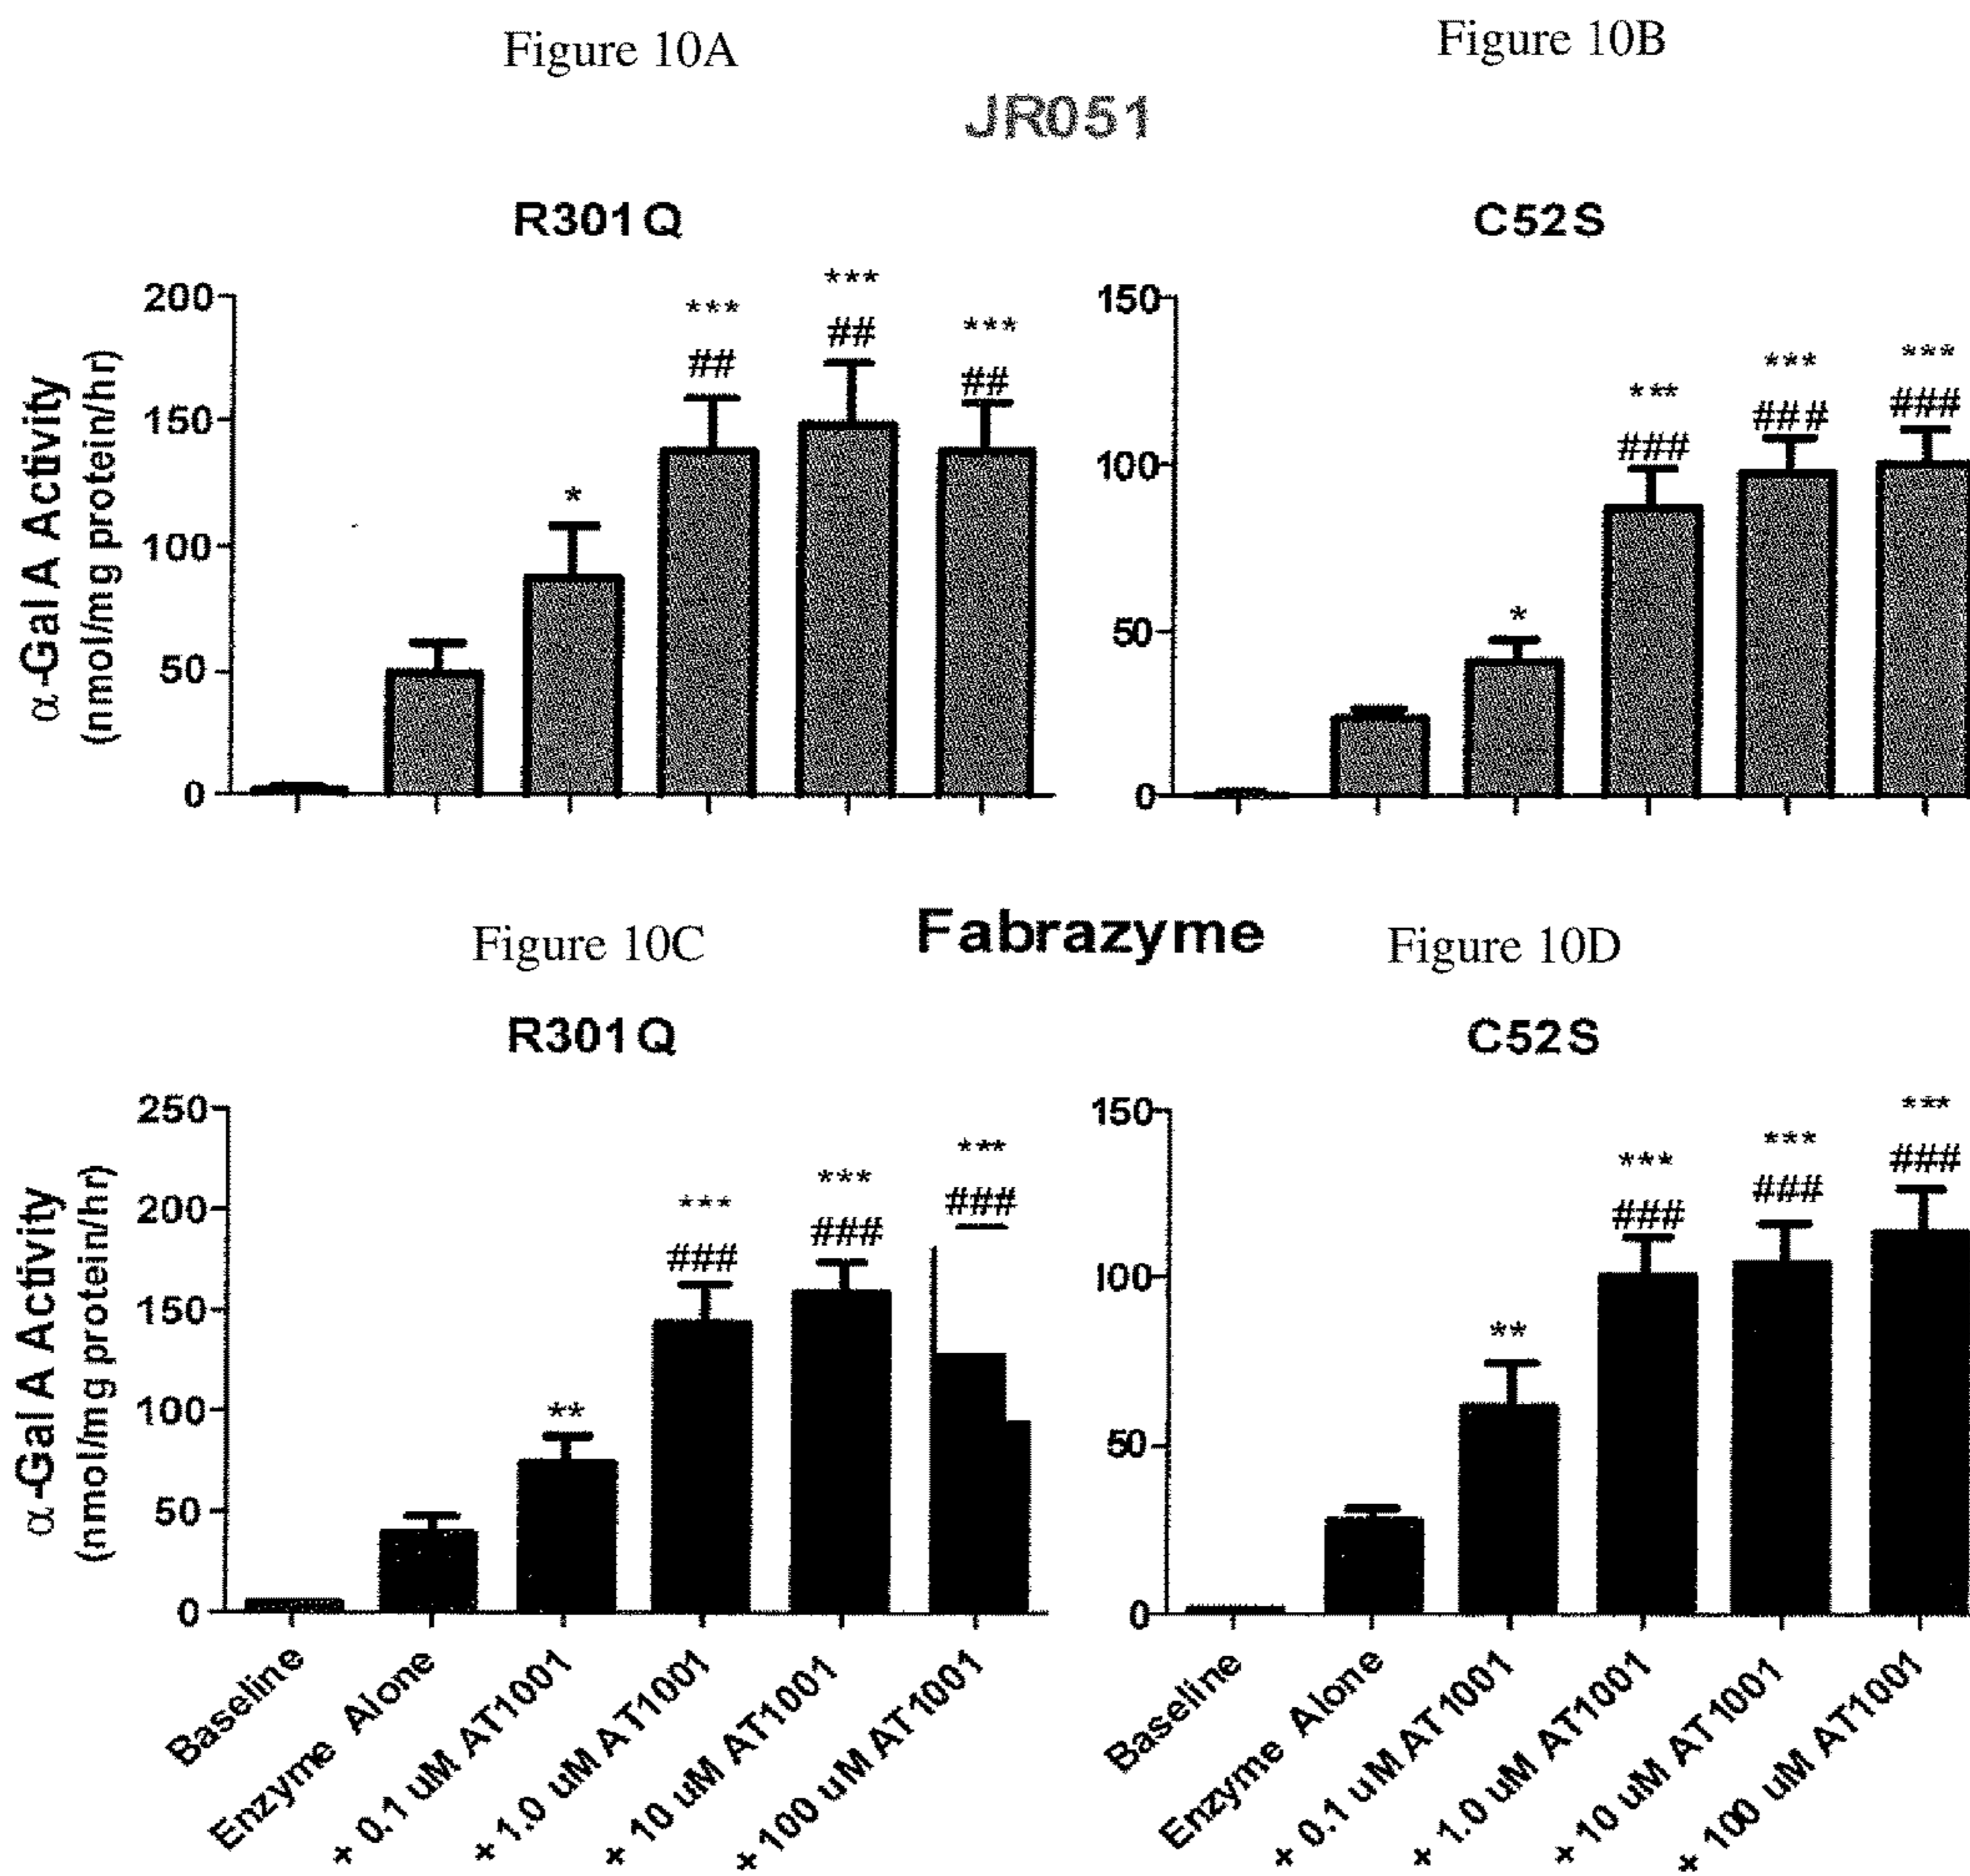 Figure 10A
Figure 10B
JR051
R301Q
C52S
α-Gal A Activity
(nmol/mg protein/hr)
200
150
100
50
0
*
***
##
***
##
***
##
150
100
50
0
*
***
###
***
###
***
###
Figure 10C
Fabrazyme
Figure 10D
R301Q
C52S
α-Gal A Activity
(nmol/mg protein/hr)
250
200
150
100
50
0
**
***
###
***
###
***
###
150
100
50
0
**
***
###
***
###
***
###
Baseline
Enzyme Alone
+ 0.1 uM AT1001
+ 1.0 uM AT1001
+ 10 uM AT1001
+ 100 uM AT1001
Baseline
Enzyme Alone
+ 0.1 uM AT1001
+ 1.0 uM AT1001
+ 10 uM AT1001
+ 100 uM AT1001